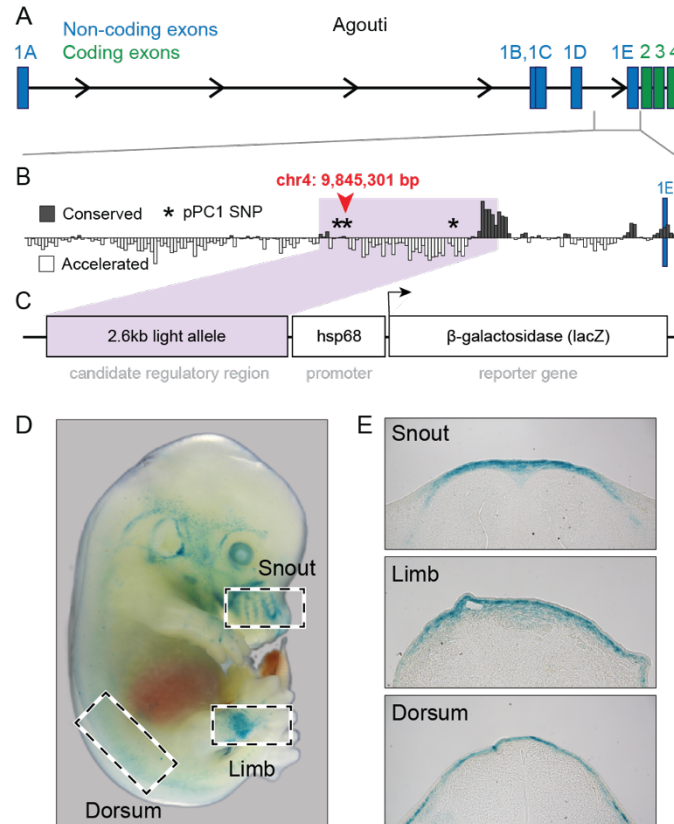 A
Non-coding exons
Coding exons
Agouti
1A
1B,1C
1D
1E
2
3
4
B
chr4: 9,845,301 bp
Conserved
* pPC1 SNP
**
*
1E
Accelerated
C
2.6kb light allele
hsp68
β-galactosidase (lacZ)
candidate regulatory region
promoter
reporter gene
D
Snout
Limb
Dorsum
E
Snout
Limb
Dorsum